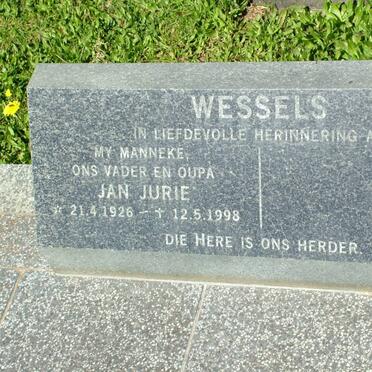 WESSELS
IN LIEFDEVOLLE HERINNERING A
MY MANNEKE,
ONS VADER EN OUPA
JAN JURIE
☆ 21.4.1926 – ✝ 12.5.1998
DIE HERE IS ONS HERDER.